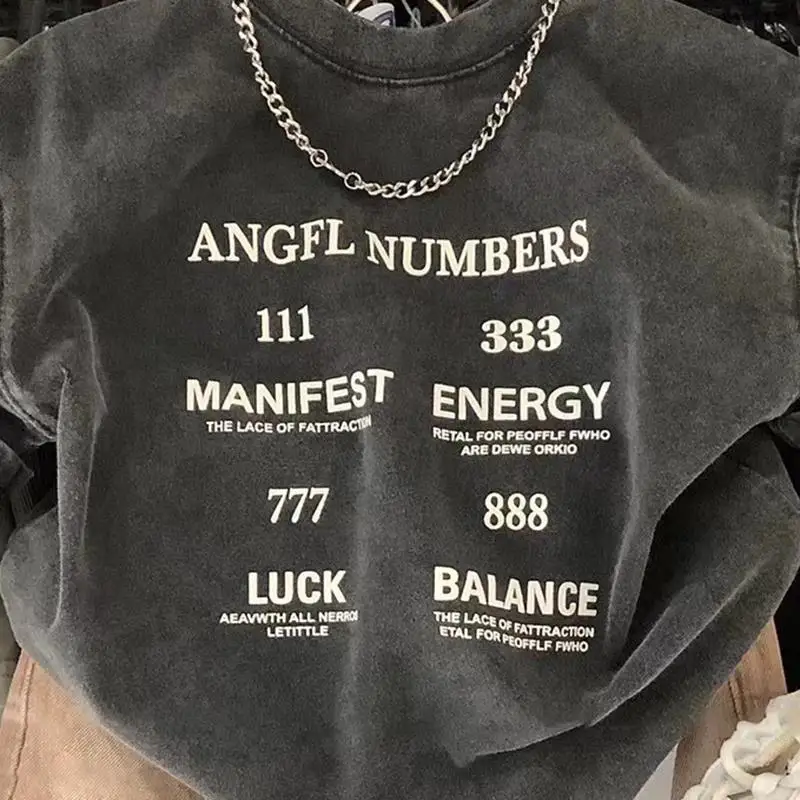 ANGFL NUMBERS
111
MANIFEST
THE LACE OF FATTRACTION
333
ENERGY
RETAL FOR PEOFFLF FWHO
ARE DEWE ORKIO
777
LUCK
AEAVWTH ALL NERROI
LETITTLE
888
BALANCE
THE LACE OF FATTRACTION
ETAL FOR PEOFFLF FWHO